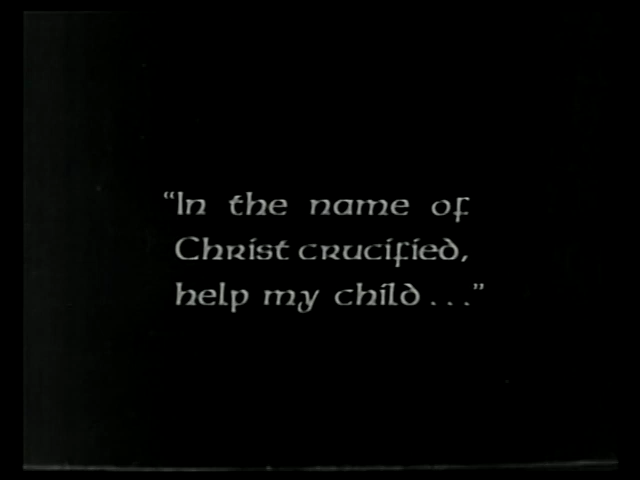 “In the name of
Christ crucified,
help my child . . .”